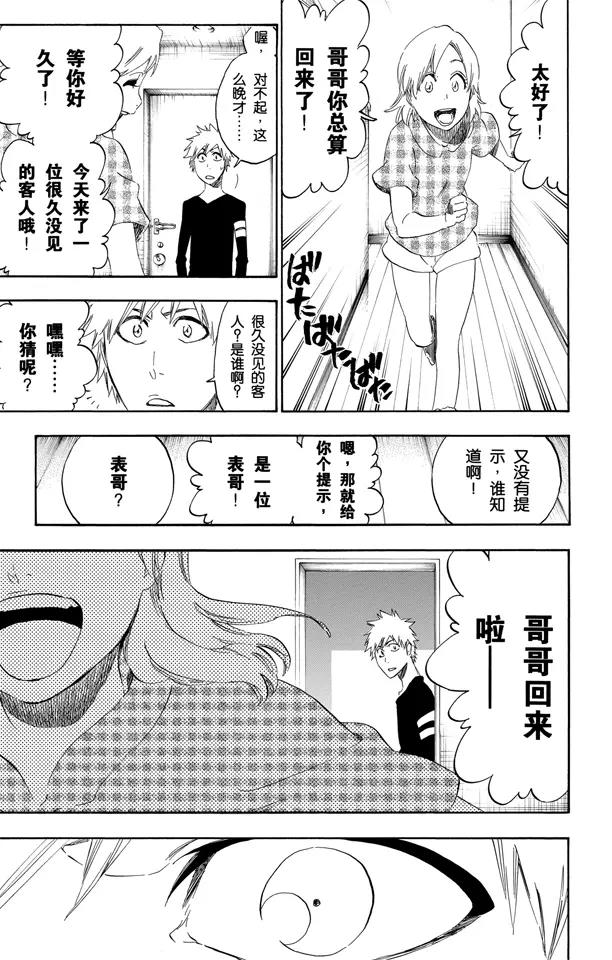 太好了！
哥哥你总算
回来了！
ばたばたばた
喔，
对不起，这
么晚才……
等你好
久了！
今天来了一
位很久没见
的客人哦！
很久没见的客
人？是谁啊？
嘿嘿……
你猜呢？
又没有提
示，谁知
道啊！
嗯，那就给
你个提示，
是一位
表哥！
表哥？
哥哥回来
啦——